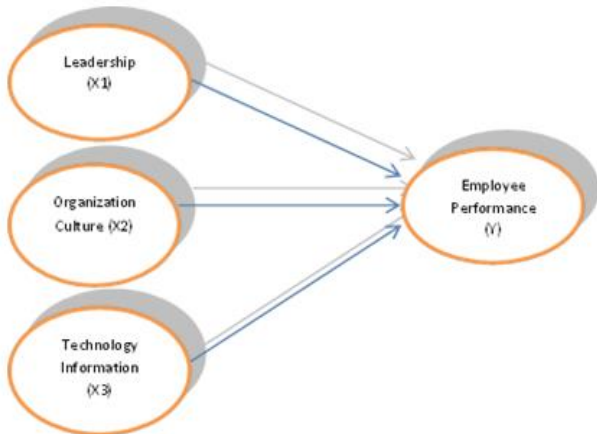 Leadership
(X1)
Organization
Culture (X2)
Employee
Performance
(Y)
Technology
Information
(X3)